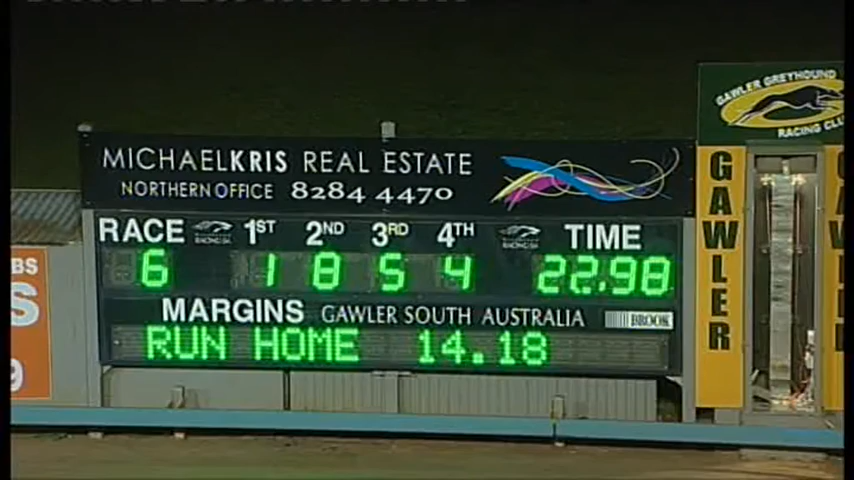 GAWLER GREYHOUND
RACING CLUB
MICHAELKRIS REAL ESTATE
NORTHERN OFFICE 8284 4470
RACE 1ST 2ND 3RD 4TH TIME
6 1 8 5 4 22.98
MARGINS GAWLER SOUTH AUSTRALIA BROOK
RUN HOME 14.18
GAWLER